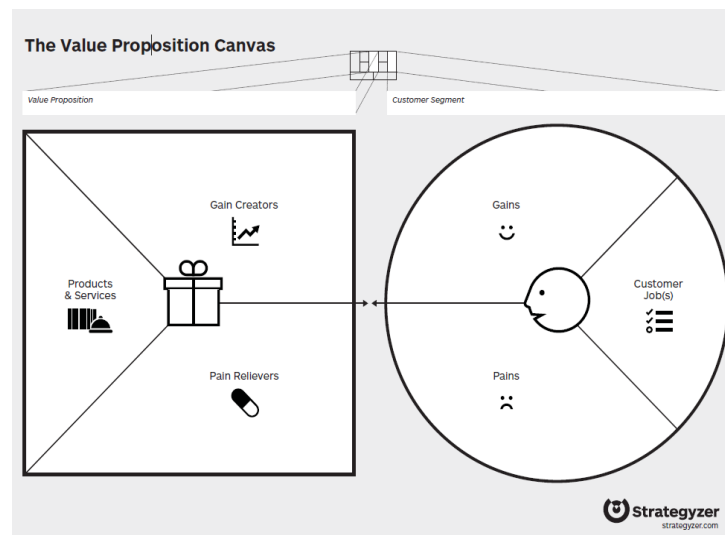 The Value Proposition Canvas
Value Proposition
Customer Segment
Gain Creators
Gains
Products
& Services
Customer
Job(s)
Pain Relievers
Pains
Strategyzer
strategyzer.com